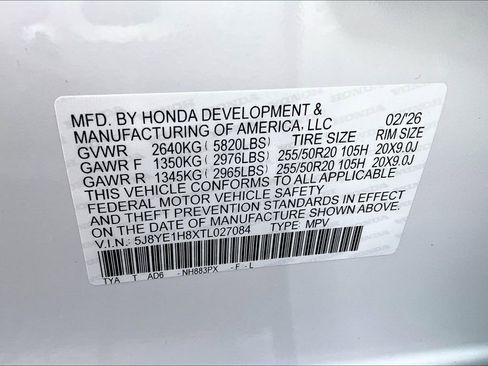 MFD. BY HONDA DEVELOPMENT & 02/'26
MANUFACTURING OF AMERICA, LLC
GVWR 2640KG ( 5820LBS) TIRE SIZE RIM SIZE
GAWR F 1350KG ( 2976LBS) 255/50R20 105H 20X9.0J
GAWR R 1345KG ( 2965LBS) 255/50R20 105H 20X9.0J
THIS VEHICLE CONFORMS TO ALL APPLICABLE
FEDERAL MOTOR VEHICLE SAFETY
STANDARDS IN EFFECT
ON THE DATE OF MANUFACTURE SHOWN ABOVE.
V.I.N.: 5J8YE1H8XTL027084 TYPE: MPV
TYA T AD6 -NH883PX -F-L